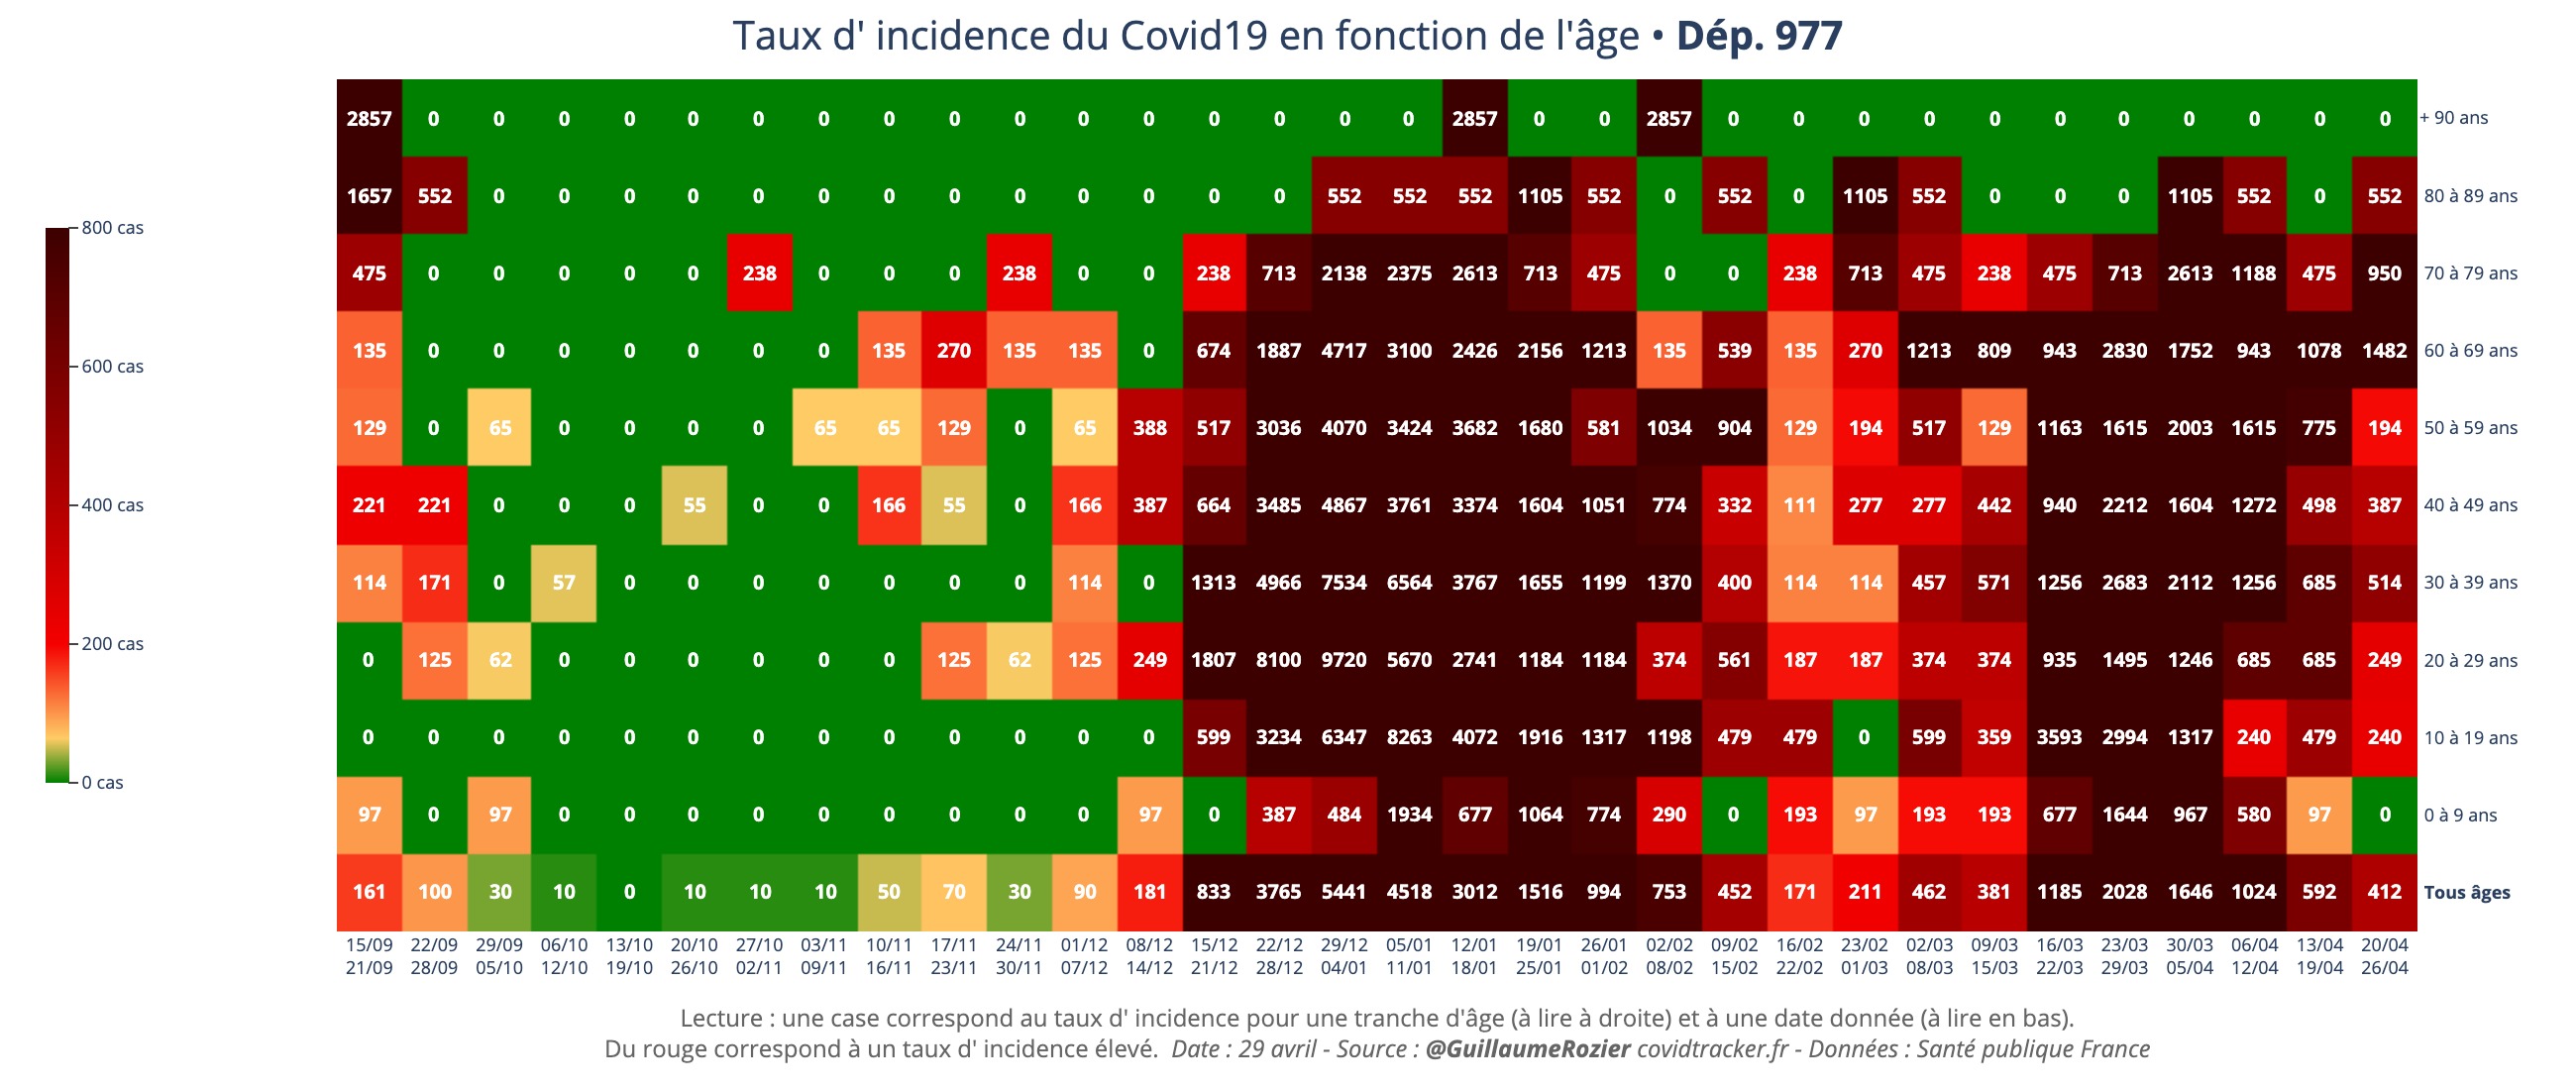 Taux d' incidence du Covid19 en fonction de l'âge • Dép. 977
2857 0 0 0 0 0 0 0 0 0 0 0 0 0 0 0 0 2857 0 0 2857 0 0 0 0 0 0 0 0 0 0 0 + 90 ans
1657 552 0 0 0 0 0 0 0 0 0 0 0 0 0 552 552 552 1105 552 0 552 0 1105 552 0 0 0 1105 552 0 552 80 à 89 ans
800 cas
475 0 0 0 0 0 238 0 0 0 238 0 0 238 713 2138 2375 2613 713 475 0 0 238 713 475 238 475 713 2613 1188 475 950 70 à 79 ans
135 0 0 0 0 0 0 0 135 270 135 135 0 674 1887 4717 3100 2426 2156 1213 135 539 135 270 1213 809 943 2830 1752 943 1078 1482 60 à 69 ans
600 cas
129 0 65 0 0 0 0 65 65 129 0 65 388 517 3036 4070 3424 3682 1680 581 1034 904 129 194 517 129 1163 1615 2003 1615 775 194 50 à 59 ans
221 221 0 0 0 55 0 0 166 55 0 166 387 664 3485 4867 3761 3374 1604 1051 774 332 111 277 277 442 940 2212 1604 1272 498 387 40 à 49 ans
400 cas
114 171 0 57 0 0 0 0 0 0 0 114 0 1313 4966 7534 6564 3767 1655 1199 1370 400 114 114 457 571 1256 2683 2112 1256 685 514 30 à 39 ans
200 cas
0 125 62 0 0 0 0 0 0 125 62 125 249 1807 8100 9720 5670 2741 1184 1184 374 561 187 187 374 374 935 1495 1246 685 685 249 20 à 29 ans
0 0 0 0 0 0 0 0 0 0 0 0 0 599 3234 6347 8263 4072 1916 1317 1198 479 479 0 599 359 3593 2994 1317 240 479 240 10 à 19 ans
0 cas
97 0 97 0 0 0 0 0 0 0 0 0 97 0 387 484 1934 677 1064 774 290 0 193 97 193 193 677 1644 967 580 97 0 0 à 9 ans
161 100 30 10 0 10 10 10 50 70 30 90 181 833 3765 5441 4518 3012 1516 994 753 452 171 211 462 381 1185 2028 1646 1024 592 412 Tous âges
15/09 22/09 29/09 06/10 13/10 20/10 27/10 03/11 10/11 17/11 24/11 01/12 08/12 15/12 22/12 29/12 05/01 12/01 19/01 26/01 02/02 09/02 16/02 23/02 02/03 09/03 16/03 23/03 30/03 06/04 13/04 20/04
21/09 28/09 05/10 12/10 19/10 26/10 02/11 09/11 16/11 23/11 30/11 07/12 14/12 21/12 28/12 04/01 11/01 18/01 25/01 01/02 08/02 15/02 22/02 01/03 08/03 15/03 22/03 29/03 05/04 12/04 19/04 26/04
Lecture : une case correspond au taux d' incidence pour une tranche d'âge (à lire à droite) et à une date donnée (à lire en bas).
Du rouge correspond à un taux d' incidence élevé. Date : 29 avril - Source : @GuillaumeRozier covidtracker.fr - Données : Santé publique France